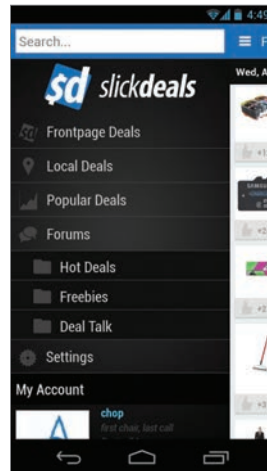 4:49
Search...
$d slickdeals
Wed, A
Frontpage Deals
Local Deals
Popular Deals
Forums
Hot Deals
Freebies
Deal Talk
Settings
My Account
chop
first chair, last call